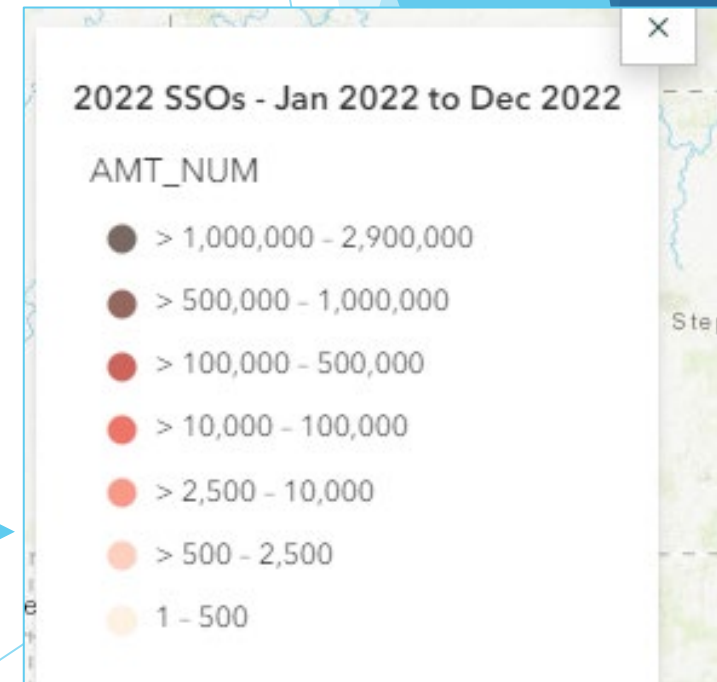 2022 SSOs - Jan 2022 to Dec 2022
AMT_NUM
> 1,000,000 - 2,900,000
> 500,000 - 1,000,000
> 100,000 - 500,000
> 10,000 - 100,000
> 2,500 - 10,000
> 500 - 2,500
1 - 500
Step
e